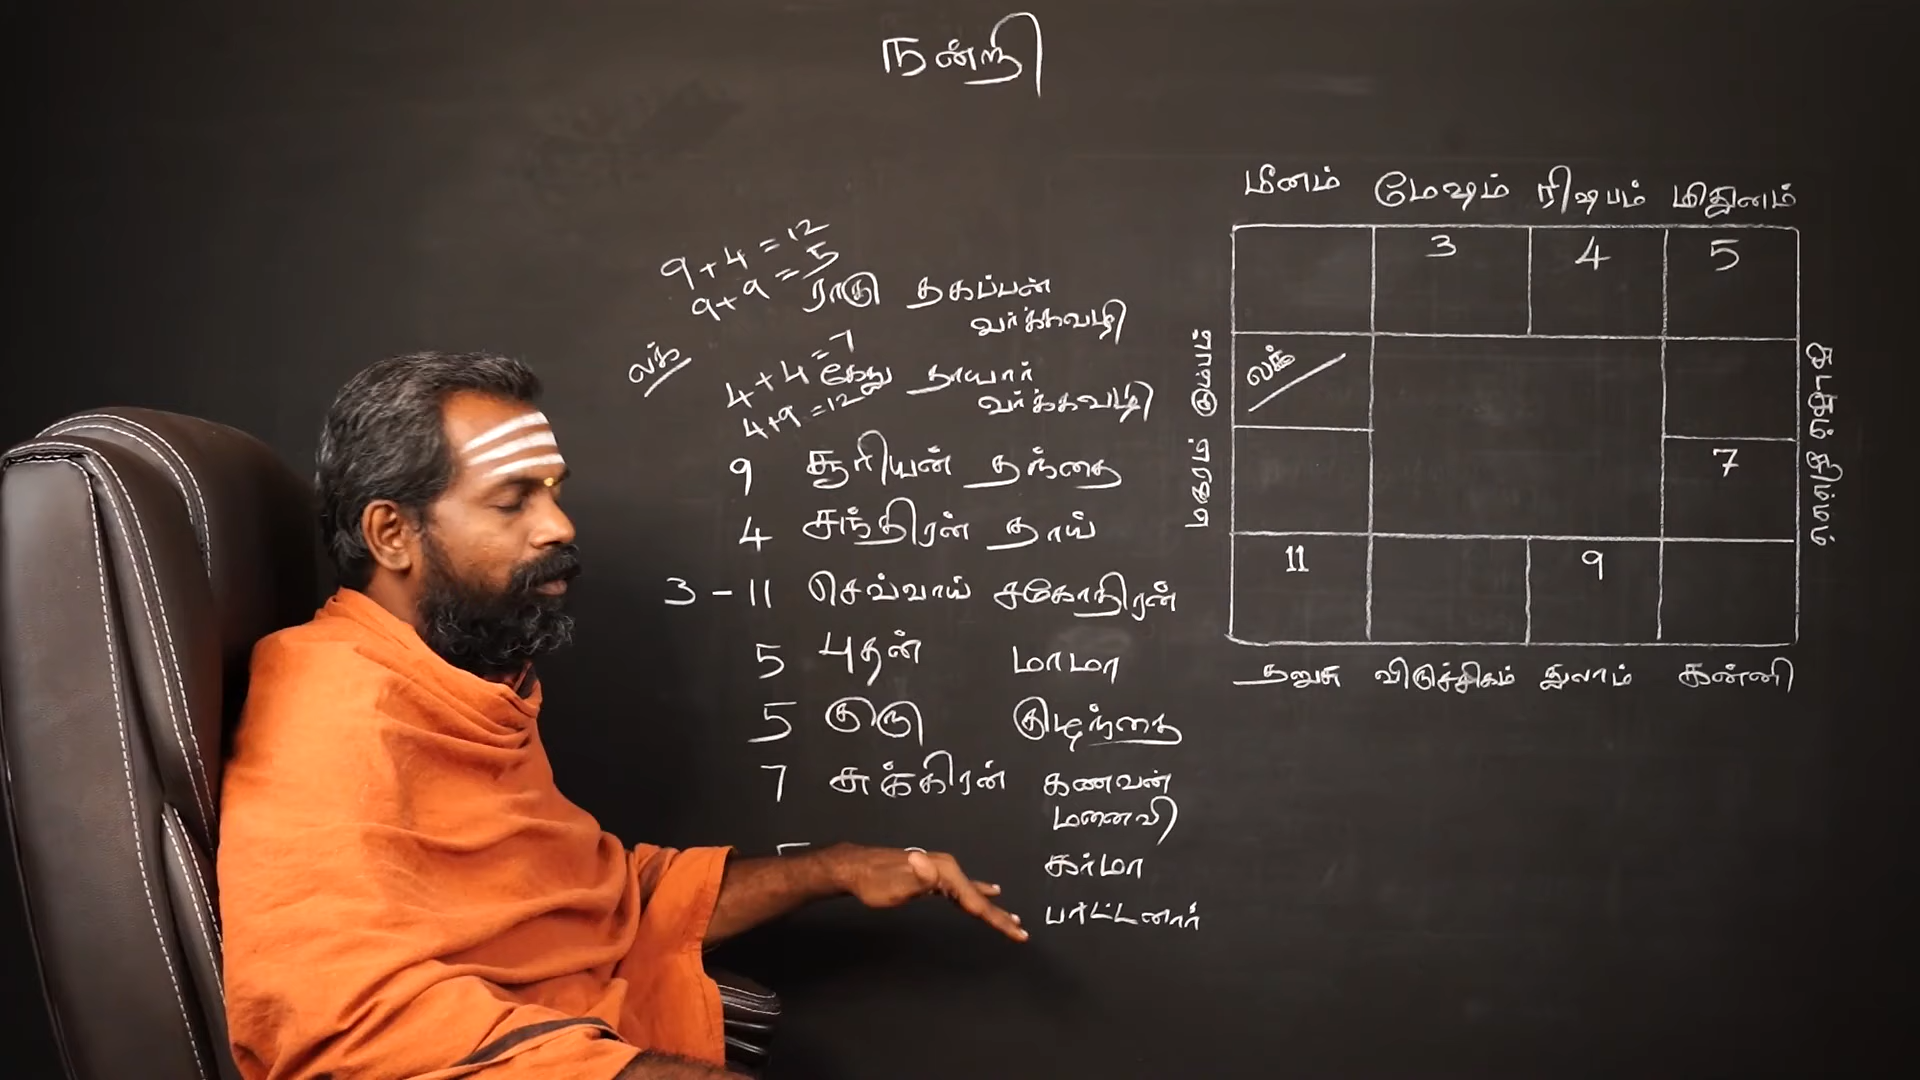 நன்றி
9+4=12
9+9=5
ராகு தகப்பன்
வர்க்கவழி
லக்
4+4=7
கேது தாயார்
4+9=12
வர்க்கவழி
9 சூரியன் தந்தை
4 சந்திரன் தாய்
3-11 செவ்வாய் சகோதிரன்
5 புதன் மாமா
5 குரு குழந்தை
7 சுக்கிரன் கணவன்
மனைவி
கர்மா
பாட்டனார்
மீனம் மேஷம் ரிஷபம் மிதுனம்
3 4 5
கும்பம் லக் கடகம்
மகரம் 7 சிம்மம்
11 9
தனுசு விருச்சிகம் துலாம் கன்னி